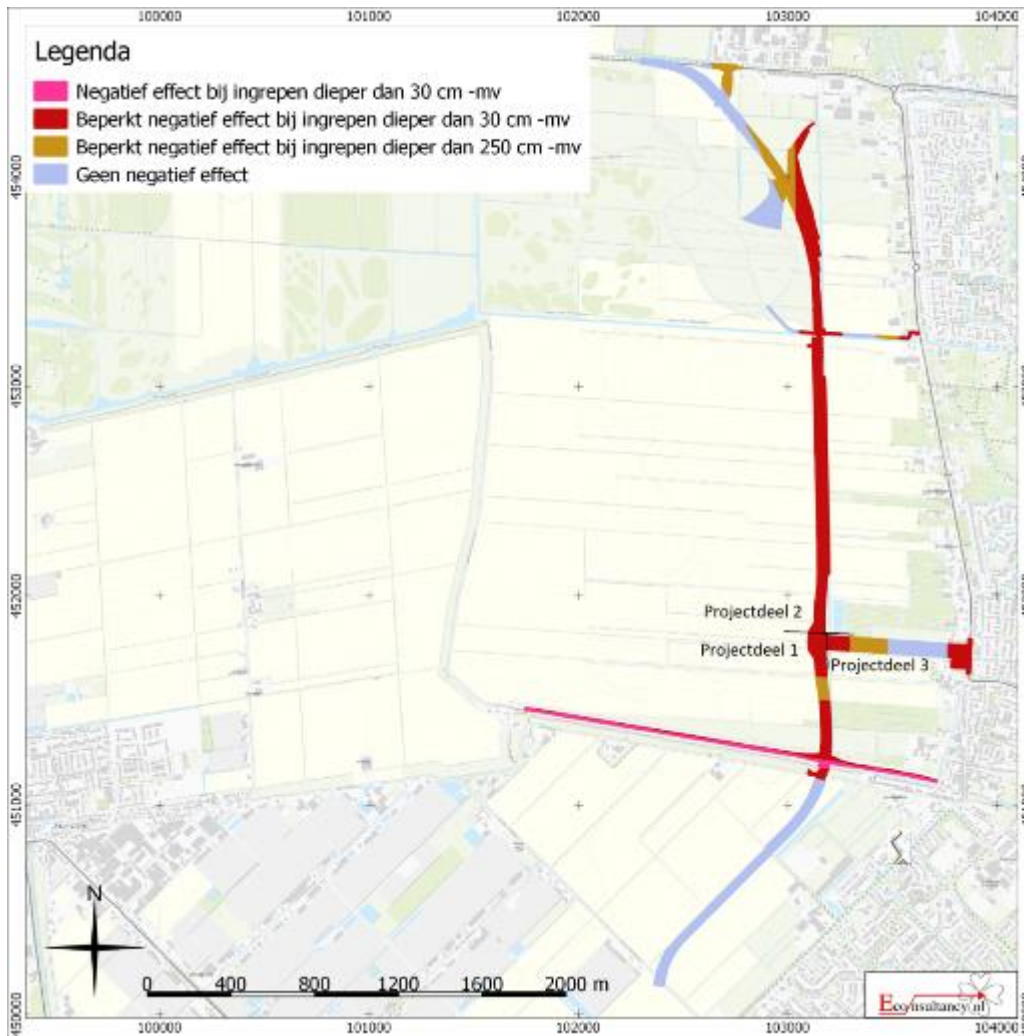 100000 101000 102000 103000 104000
Legenda
Negatief effect bij ingrepen dieper dan 30 cm -mv
Beperkt negatief effect bij ingrepen dieper dan 30 cm -mv
Beperkt negatief effect bij ingrepen dieper dan 250 cm -mv
Geen negatief effect
454000
453000
452000
Projectdeel 2
Projectdeel 1
Projectdeel 3
451000
N
0 400 800 1200 1600 2000 m
Econsultancy.nl
450000
100000 101000 102000 103000 104000